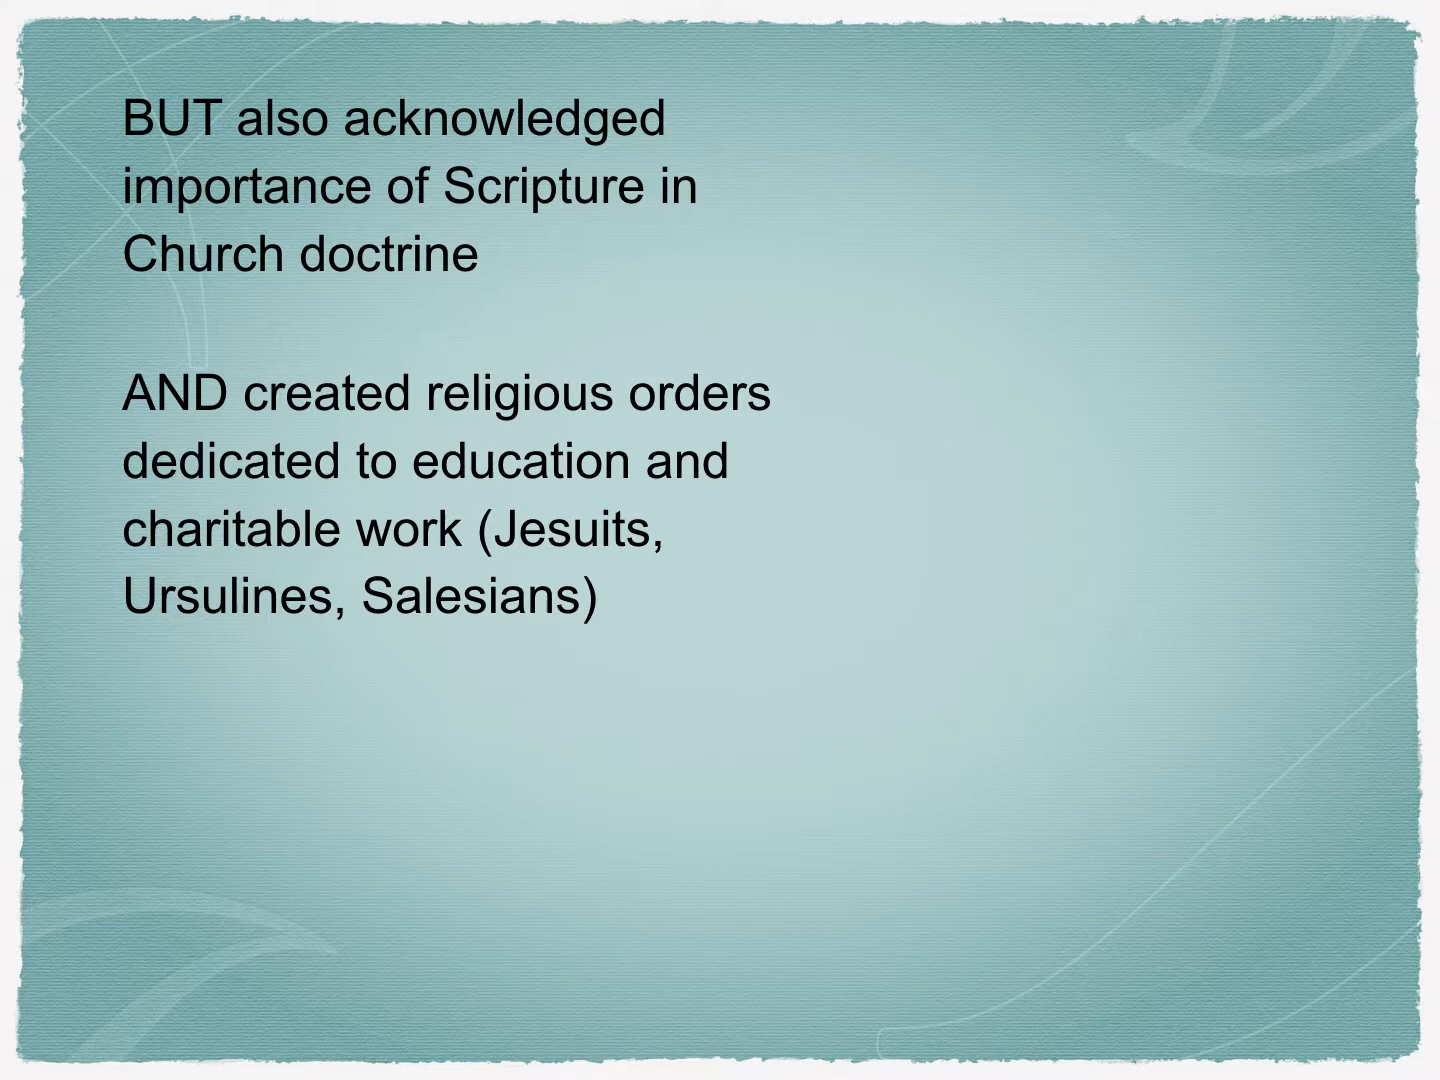 BUT also acknowledged
importance of Scripture in
Church doctrine
AND created religious orders
dedicated to education and
charitable work (Jesuits,
Ursulines, Salesians)